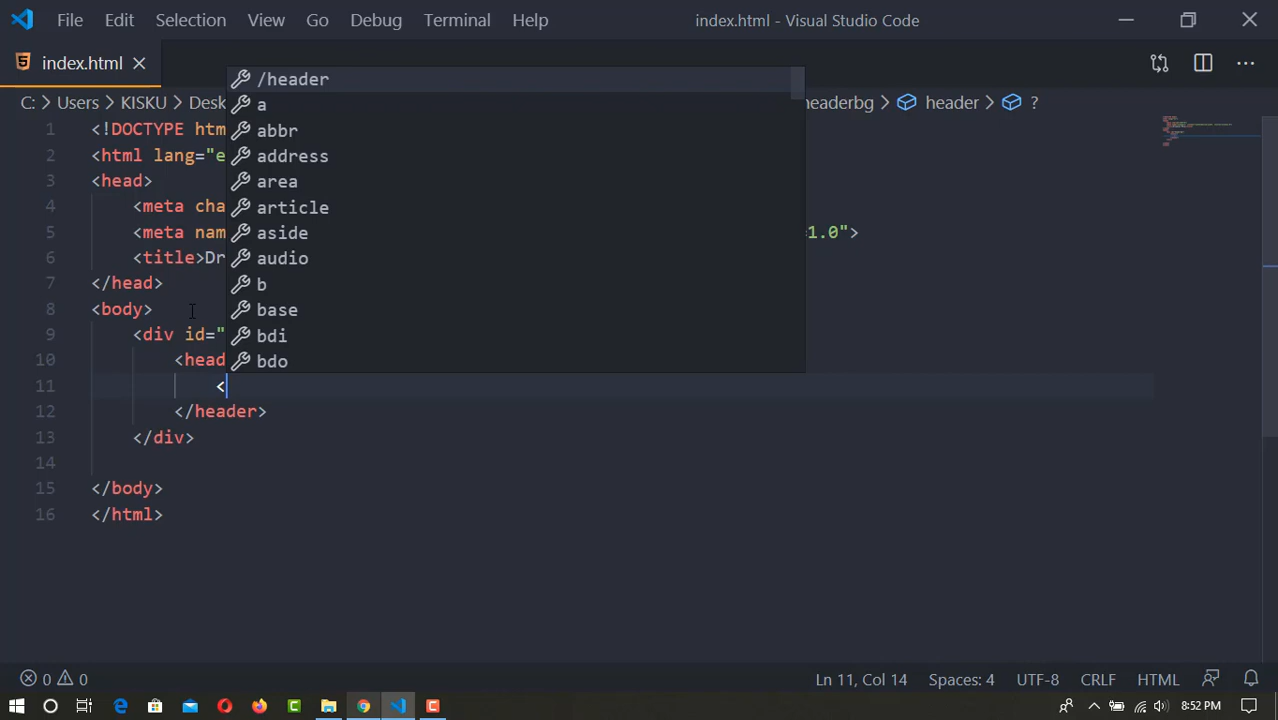 File Edit Selection View Go Debug Terminal Help index.html - Visual Studio Code
index.html
C: Users KISKU Desk headerbg header ?
/header
a
abbr
address
area
article
aside
audio
b
base
bdi
bdo
1 <!DOCTYPE htm
2 <html lang="e
3 <head>
4 <meta cha
5 <meta nam =1.0">
6 <title>Dr
7 </head>
8 <body>
9 <div id="
10 <head
11 <
12 </header>
13 </div>
14
15 </body>
16 </html>
0 0 Ln 11, Col 14 Spaces: 4 UTF-8 CRLF HTML
8:52 PM